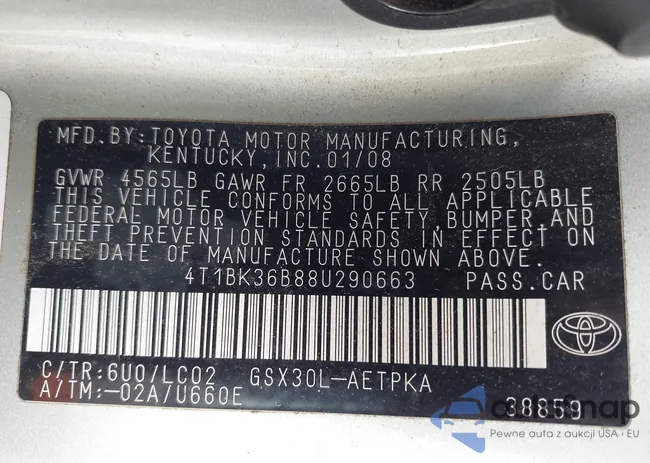 MFD.BY:TOYOTA MOTOR MANUFACTURING,
KENTUCKY,INC.01/08
GVWR 4565LB GAWR FR 2665LB RR 2505LB
THIS VEHICLE CONFORMS TO ALL APPLICABLE
FEDERAL MOTOR VEHICLE SAFETY,BUMPER AND
THEFT PREVENTION STANDARDS IN EFFECT ON
THE DATE OF MANUFACTURE SHOWN ABOVE.
4T1BK36B88U290663 PASS.CAR
C/TR:6U0/LC02 GSX30L-AETPKA
A/TM:-02A/U660E 38859
autoSnap
Pewne auta z aukcji USA i EU